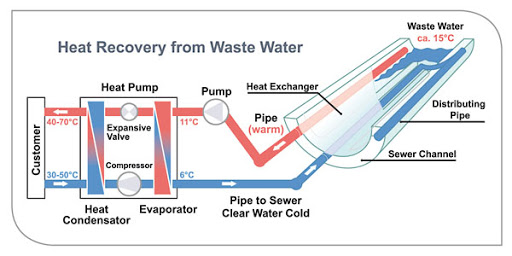 Heat Recovery from Waste Water
Waste Water
ca. 15°C
Heat Pump
Pump
Heat Exchanger
40-70°C
Expansive
Valve
11°C
Pipe
(warm)
Distributing
Pipe
Customer
Compressor
Sewer Channel
30-50°C
6°C
Heat
Condensator
Evaporator
Pipe to Sewer
Clear Water Cold